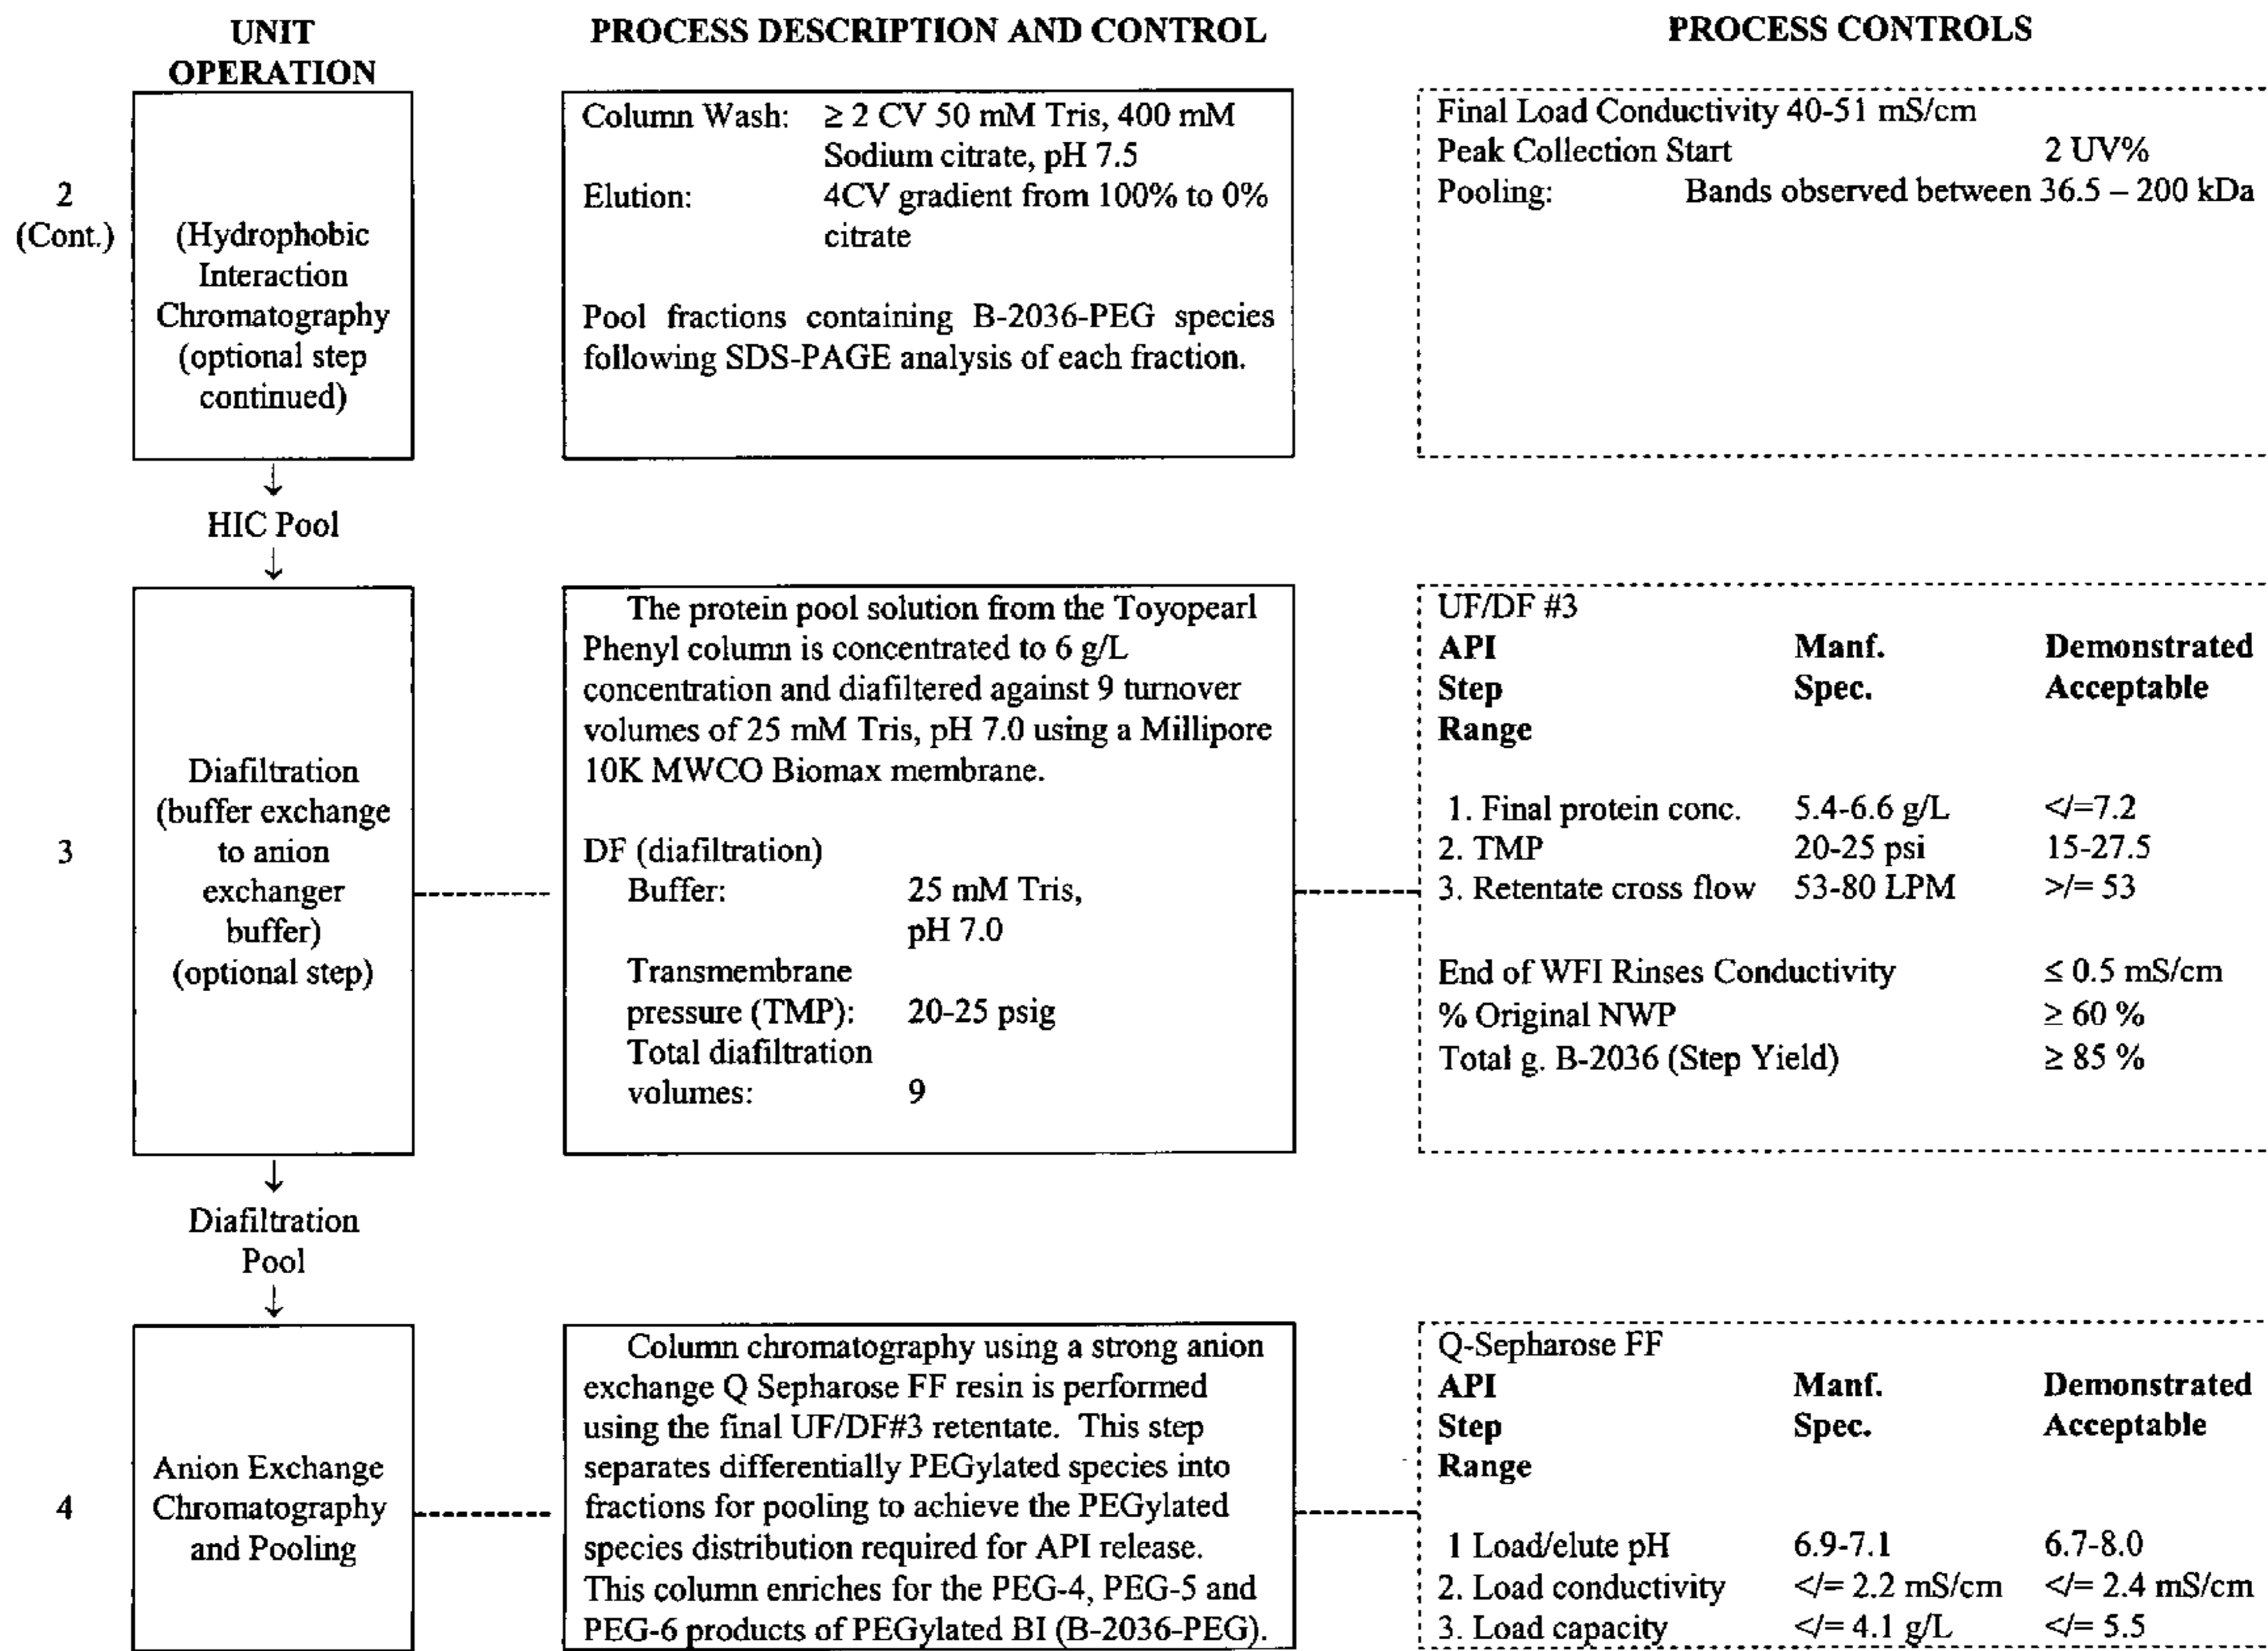 UNIT
OPERATION
PROCESS DESCRIPTION AND CONTROL
PROCESS CONTROLS
2
(Cont.)
(Hydrophobic
Interaction
Chromatography
(optional step
continued)
Column Wash: ≥ 2 CV 50 mM Tris, 400 mM
Sodium citrate, pH 7.5
Elution: 4CV gradient from 100% to 0%
citrate
Pool fractions containing B-2036-PEG species
following SDS-PAGE analysis of each fraction.
Final Load Conductivity 40-51 mS/cm
Peak Collection Start 2 UV%
Pooling: Bands observed between 36.5 – 200 kDa
↓
HIC Pool
↓
3
Diafiltration
(buffer exchange
to anion
exchanger
buffer)
(optional step)
The protein pool solution from the Toyopearl
Phenyl column is concentrated to 6 g/L
concentration and diafiltered against 9 turnover
volumes of 25 mM Tris, pH 7.0 using a Millipore
10K MWCO Biomax membrane.
DF (diafiltration)
Buffer: 25 mM Tris,
pH 7.0
Transmembrane
pressure (TMP): 20-25 psig
Total diafiltration
volumes: 9
UF/DF #3
API Manf. Demonstrated
Step Spec. Acceptable
Range
1. Final protein conc. 5.4-6.6 g/L </=7.2
2. TMP 20-25 psi 15-27.5
3. Retentate cross flow 53-80 LPM >/= 53
End of WFI Rinses Conductivity ≤ 0.5 mS/cm
% Original NWP ≥ 60 %
Total g. B-2036 (Step Yield) ≥ 85 %
↓
Diafiltration
Pool
↓
4
Anion Exchange
Chromatography
and Pooling
Column chromatography using a strong anion
exchange Q Sepharose FF resin is performed
using the final UF/DF#3 retentate. This step
separates differentially PEGylated species into
fractions for pooling to achieve the PEGylated
species distribution required for API release.
This column enriches for the PEG-4, PEG-5 and
PEG-6 products of PEGylated BI (B-2036-PEG).
Q-Sepharose FF
API Manf. Demonstrated
Step Spec. Acceptable
Range
1 Load/elute pH 6.9-7.1 6.7-8.0
2. Load conductivity </= 2.2 mS/cm </= 2.4 mS/cm
3. Load capacity </= 4.1 g/L </= 5.5